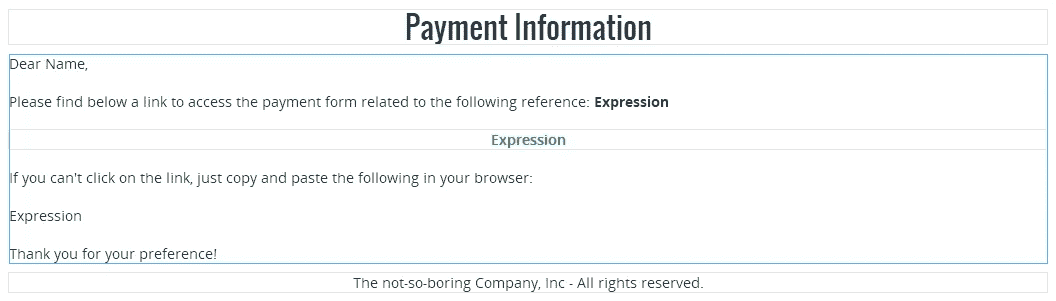 Payment Information
Dear Name,
Please find below a link to access the payment form related to the following reference: Expression
Expression
If you can't click on the link, just copy and paste the following in your browser:
Expression
Thank you for your preference!
The not-so-boring Company, Inc - All rights reserved.